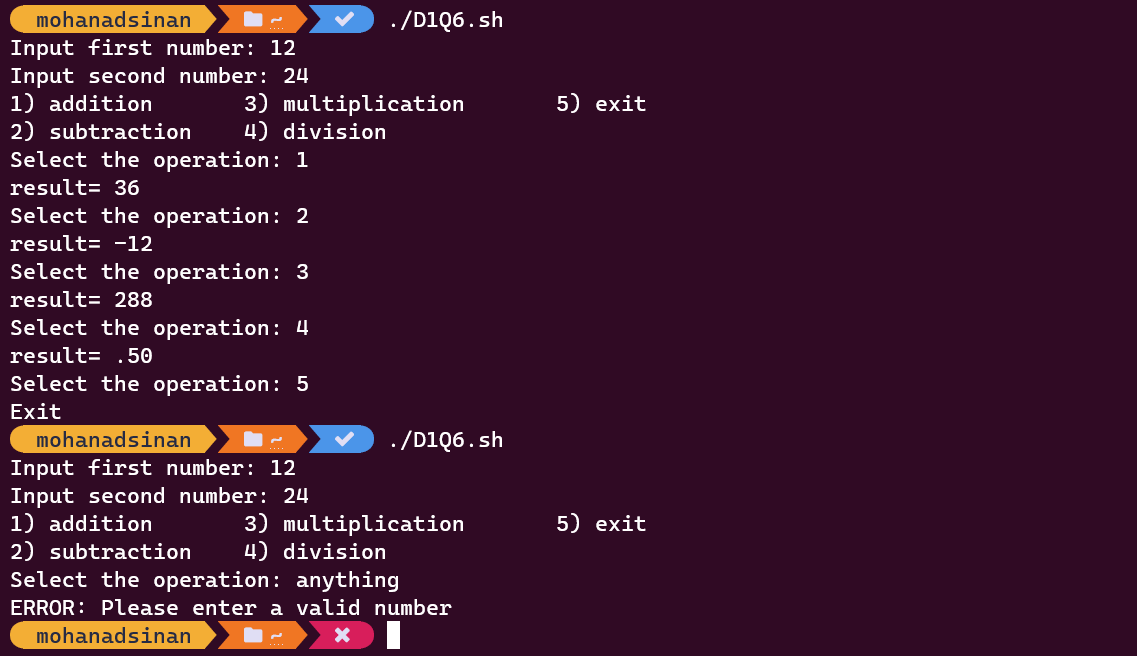 mohanadsinan ~ ./D1Q6.sh
Input first number: 12
Input second number: 24
1) addition       3) multiplication       5) exit
2) subtraction    4) division
Select the operation: 1
result= 36
Select the operation: 2
result= -12
Select the operation: 3
result= 288
Select the operation: 4
result= .50
Select the operation: 5
Exit
mohanadsinan ~ ./D1Q6.sh
Input first number: 12
Input second number: 24
1) addition       3) multiplication       5) exit
2) subtraction    4) division
Select the operation: anything
ERROR: Please enter a valid number
mohanadsinan ~